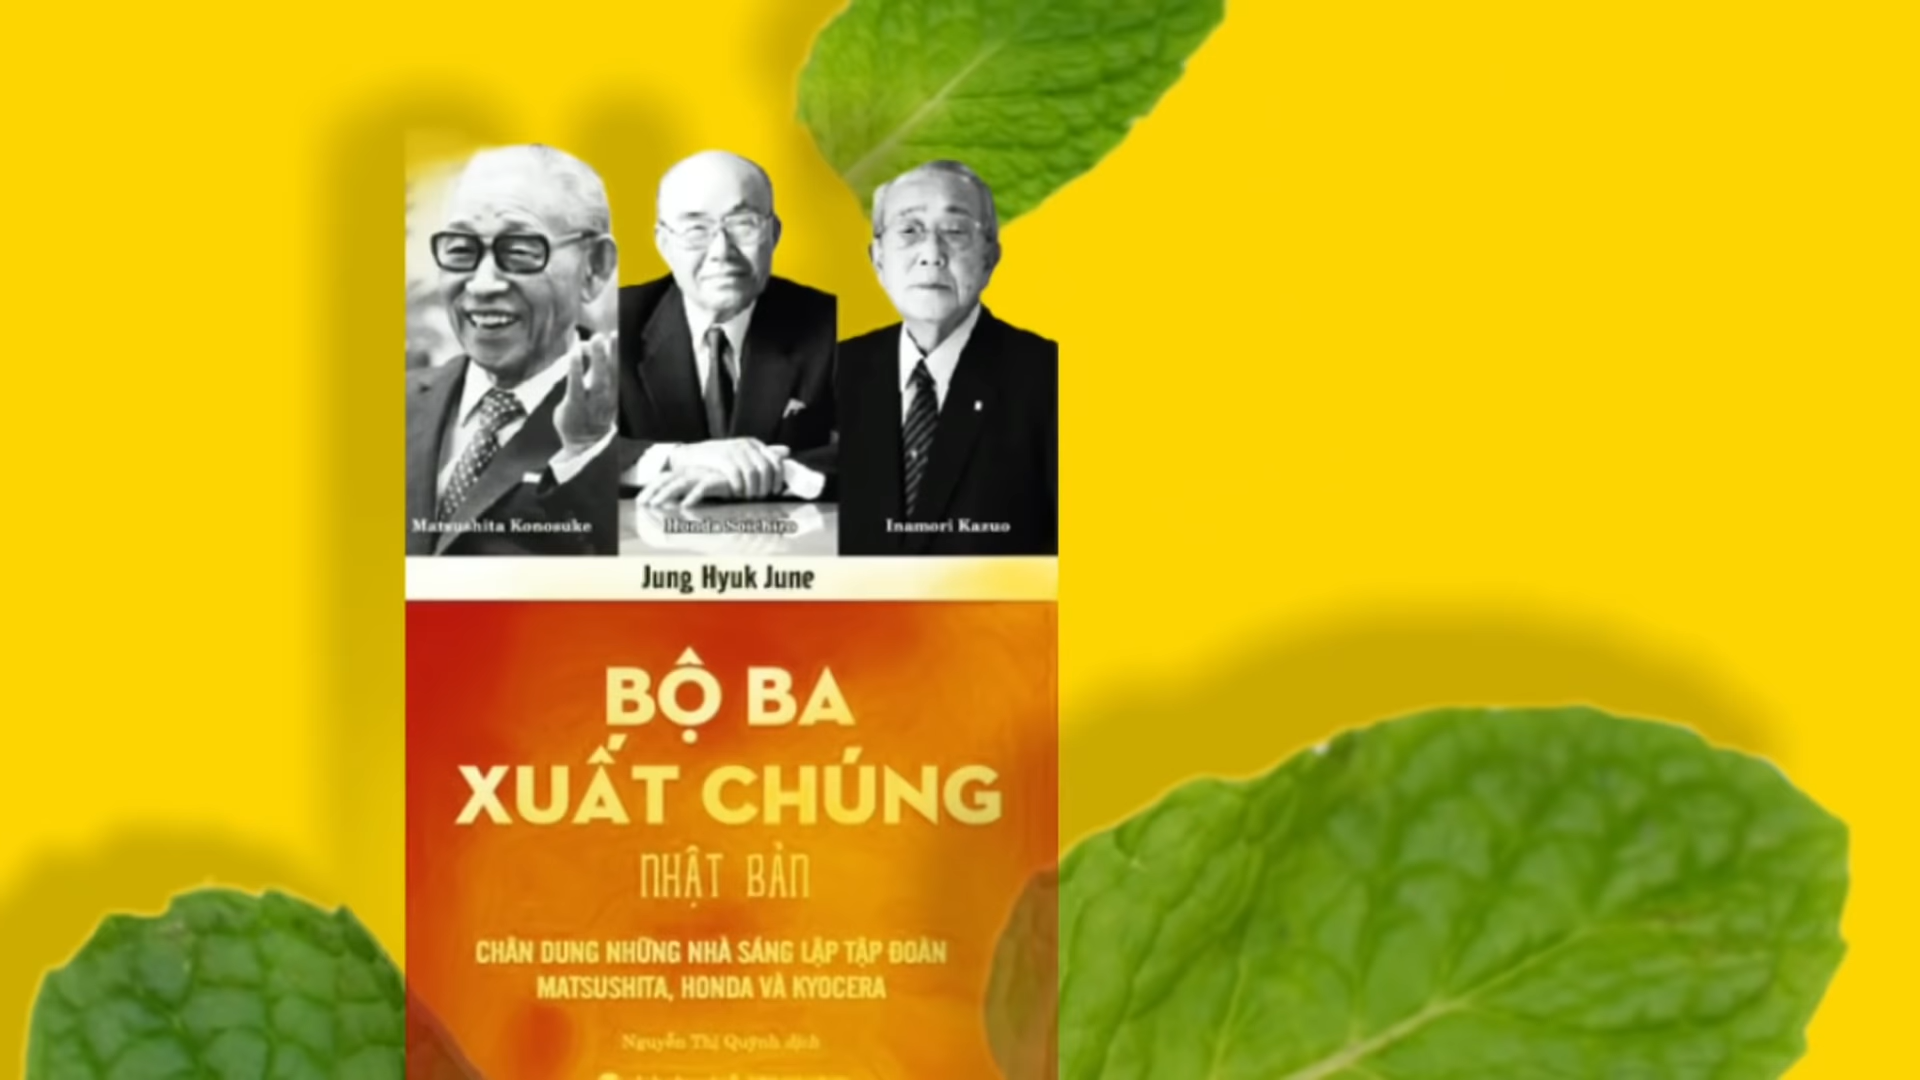 Matsushita Konosuke
Honda Soichiro
Inamori Kazuo
Jung Hyuk June
BỘ BA
XUẤT CHÚNG
NHẬT BẢN
CHÂN DUNG NHỮNG NHÀ SÁNG LẬP TẬP ĐOÀN
MATSUSHITA, HONDA VÀ KYOCERA
Nguyễn Thị Quỳnh dịch